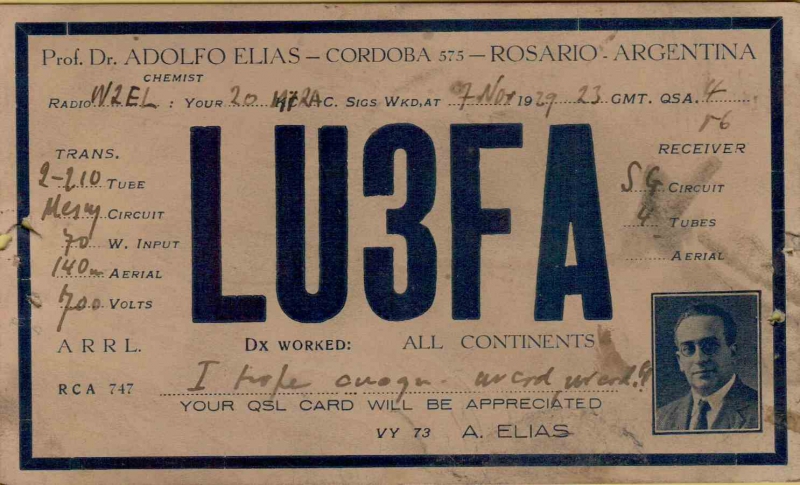 Prof. Dr. ADOLFO ELIAS – CORDOBA 575 – ROSARIO - ARGENTINA
CHEMIST
RADIO W2EL : YOUR 20 C. SIGS WKD, AT 7 Nov 1929 23 GMT. QSA. 4
r6
LU3FA
TRANS.
2-210 TUBE
CIRCUIT
70 W. INPUT
140m AERIAL
700 VOLTS
RECEIVER
SG CIRCUIT
4 TUBES
AERIAL
A R R L.
DX WORKED: ALL CONTINENTS
RCA 747
I hope
YOUR QSL CARD WILL BE APPRECIATED
VY 73 A. ELIAS